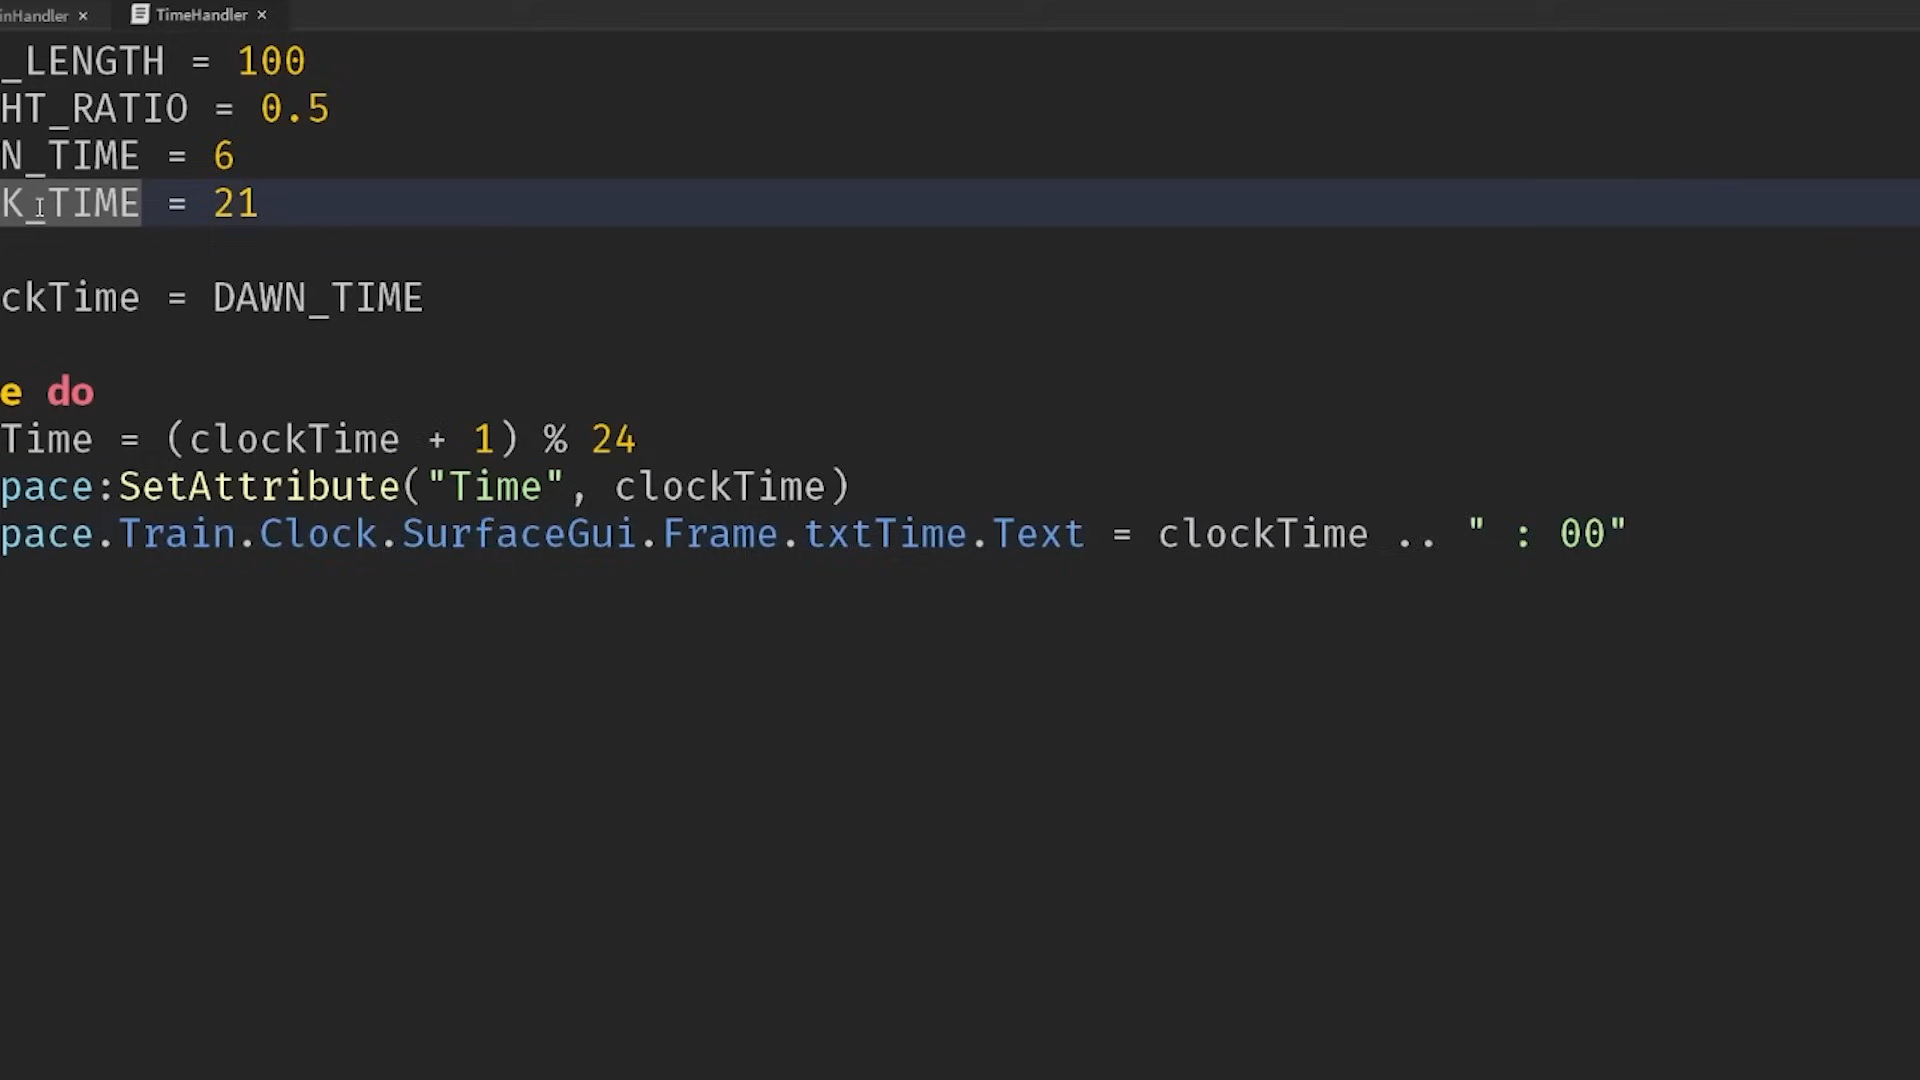 inHandler ×
TimeHandler ×
_LENGTH = 100
HT_RATIO = 0.5
N_TIME = 6
K_TIME = 21
ckTime = DAWN_TIME
e do
Time = (clockTime + 1) % 24
pace:SetAttribute("Time", clockTime)
pace.Train.Clock.SurfaceGui.Frame.txtTime.Text = clockTime .. " : 00"